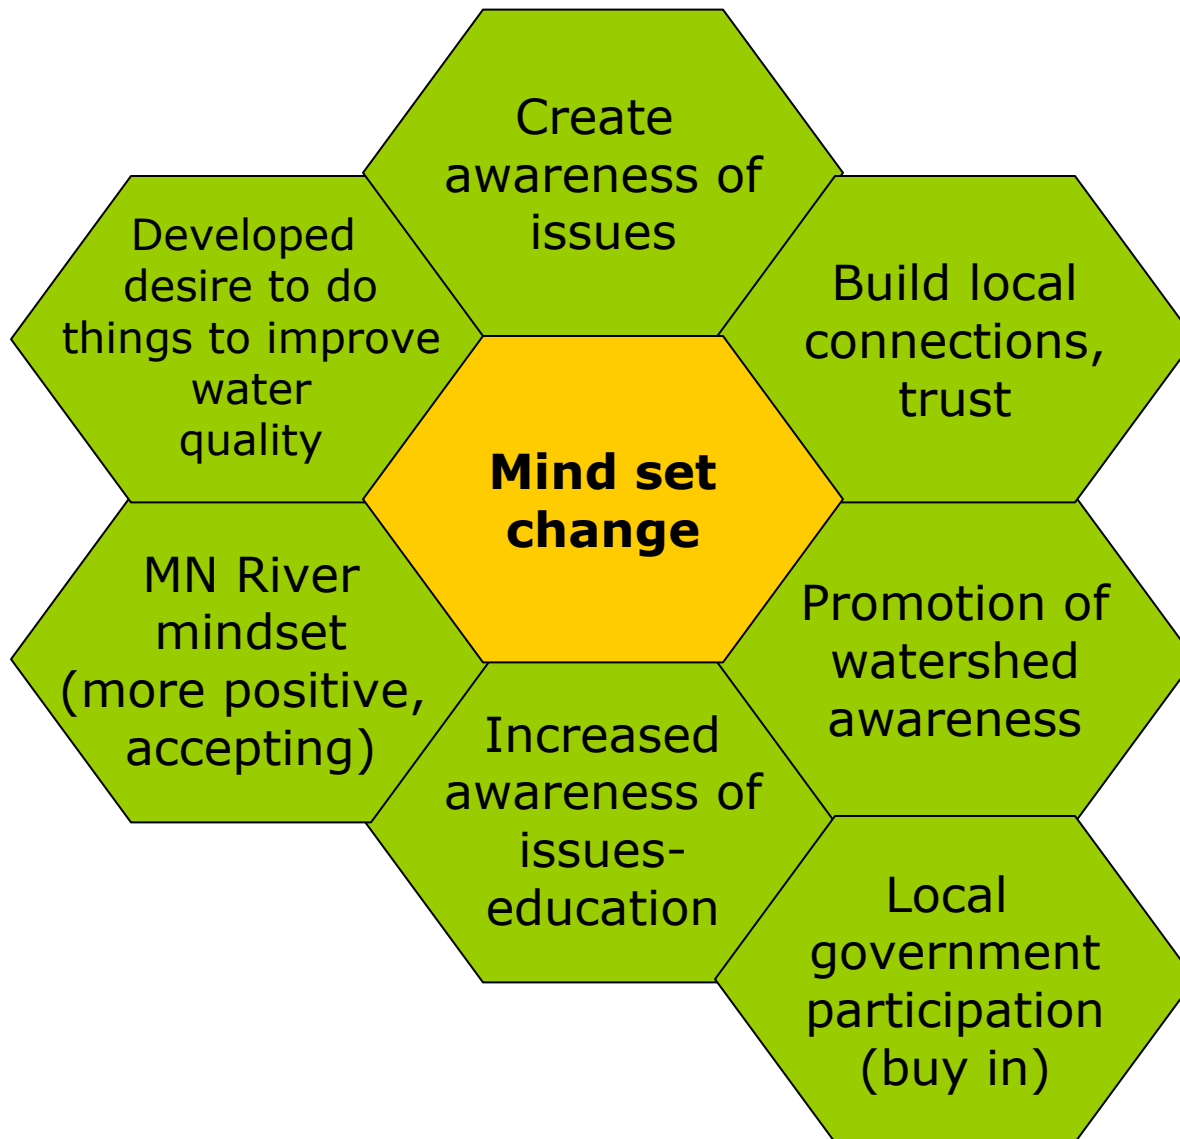 Create
awareness of
issues
Developed
desire to do
things to improve
water
quality
Build local
connections,
trust
Mind set
change
MN River
mindset
(more positive,
accepting)
Promotion of
watershed
awareness
Increased
awareness of
issues-
education
Local
government
participation
(buy in)